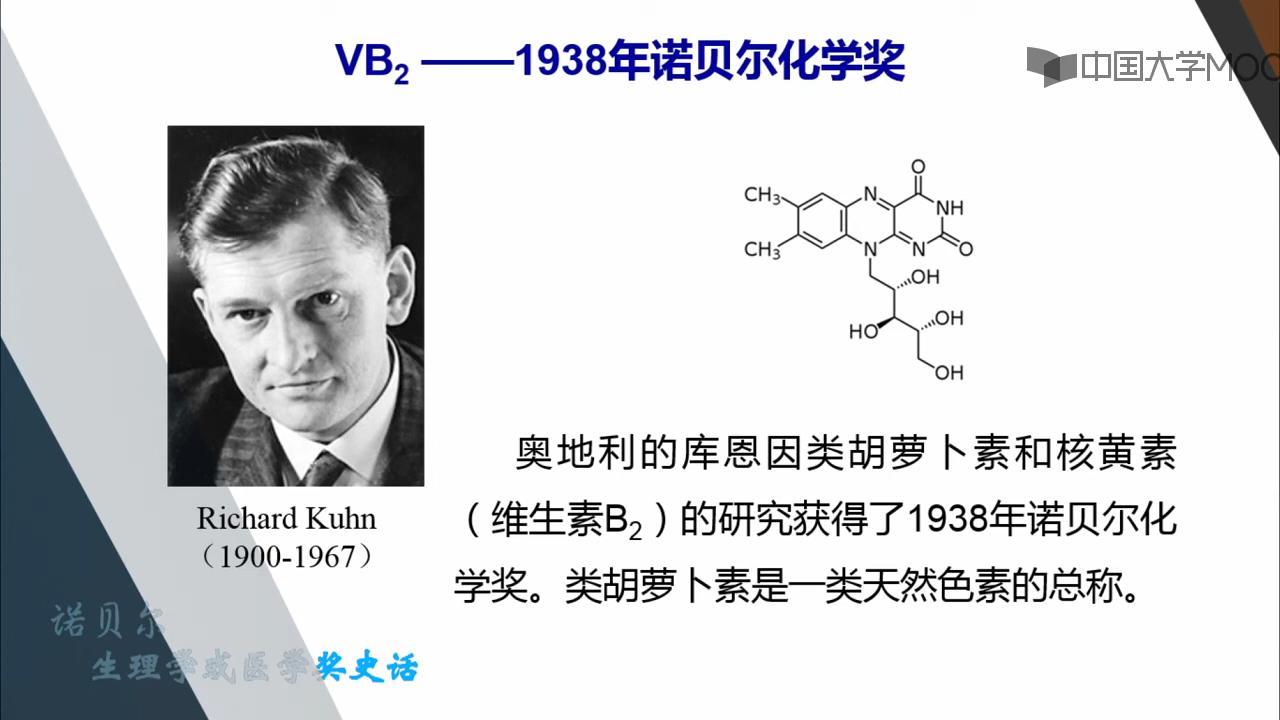 VB2 ——1938年诺贝尔化学奖
中国大学MOO
CH3
CH3
N
N
O
NH
N
O
OH
HO
OH
OH
Richard Kuhn
（1900-1967）
奥地利的库恩因类胡萝卜素和核黄素
（维生素B2）的研究获得了1938年诺贝尔化
学奖。类胡萝卜素是一类天然色素的总称。
诺贝尔
生理学或医学奖史话